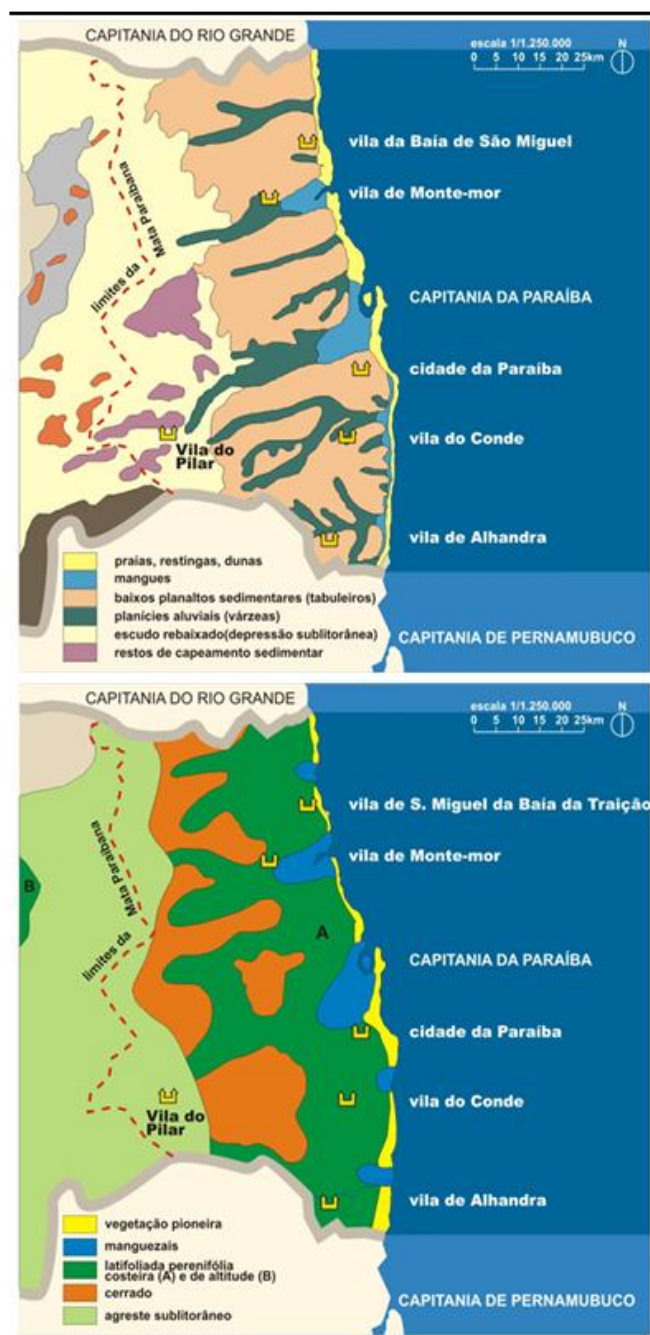 CAPITANIA DO RIO GRANDE
escala 1/1.250.000
N
0 5 10 15 20 25km
vila da Baía de São Miguel
vila de Monte-mor
Mata Paraibana
limites da
CAPITANIA DA PARAÍBA
cidade da Paraíba
vila do Conde
Vila do
Pilar
vila de Alhandra
praias, restingas, dunas
mangues
baixos planaltos sedimentares (tabuleiros)
planícies aluviais (várzeas)
escudo rebaixado(depressão sublitorânea)
restos de capeamento sedimentar
CAPITANIA DE PERNAMUBUCO
CAPITANIA DO RIO GRANDE
escala 1/1.250.000
N
0 5 10 15 20 25km
vila de S. Miguel da Baía da Traição
vila de Monte-mor
Mata Paraibana
B
limites da
A
CAPITANIA DA PARAÍBA
cidade da Paraíba
vila do Conde
Vila do
Pilar
vila de Alhandra
vegetação pioneira
manguezais
latifoliada perenifólia
costeira (A) e de altitude (B)
cerrado
agreste sublitorâneo
CAPITANIA DE PERNAMUBUCO